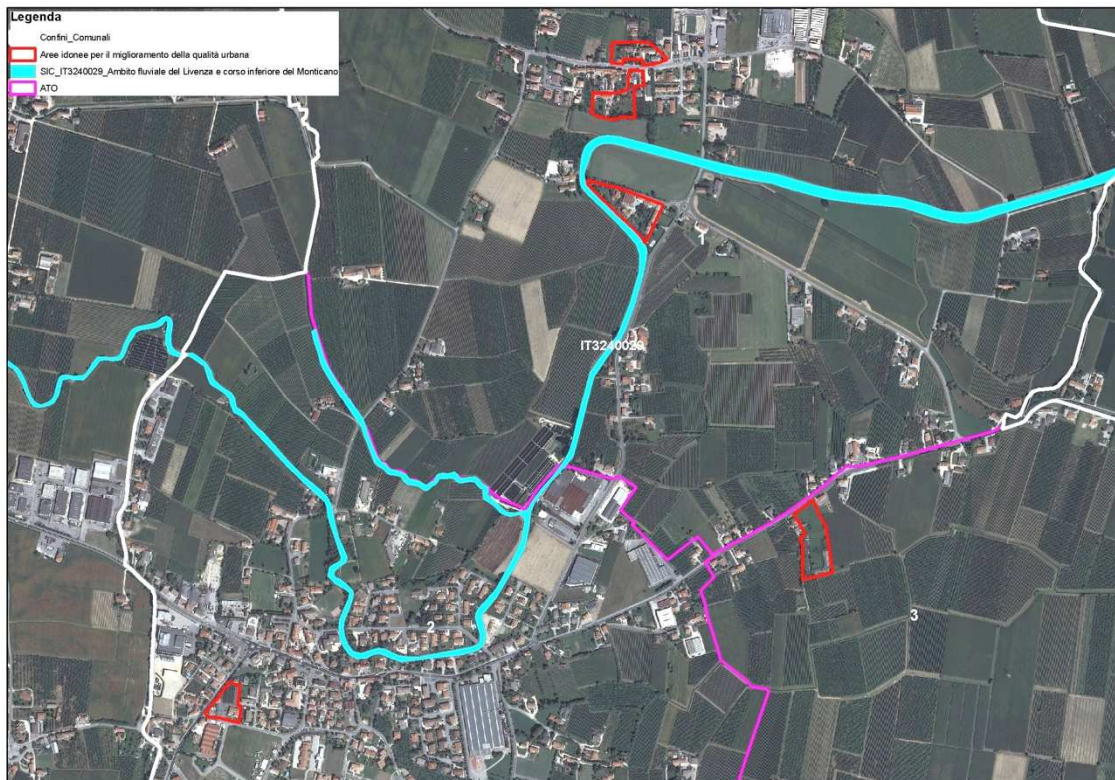 Legenda
Confini_Comunali
Aree idonee per il miglioramento della qualità urbana
SIC_IT3240029_Ambito fluviale del Livenza e corso inferiore del Monticano
ATO
1
IT3240029
2
3